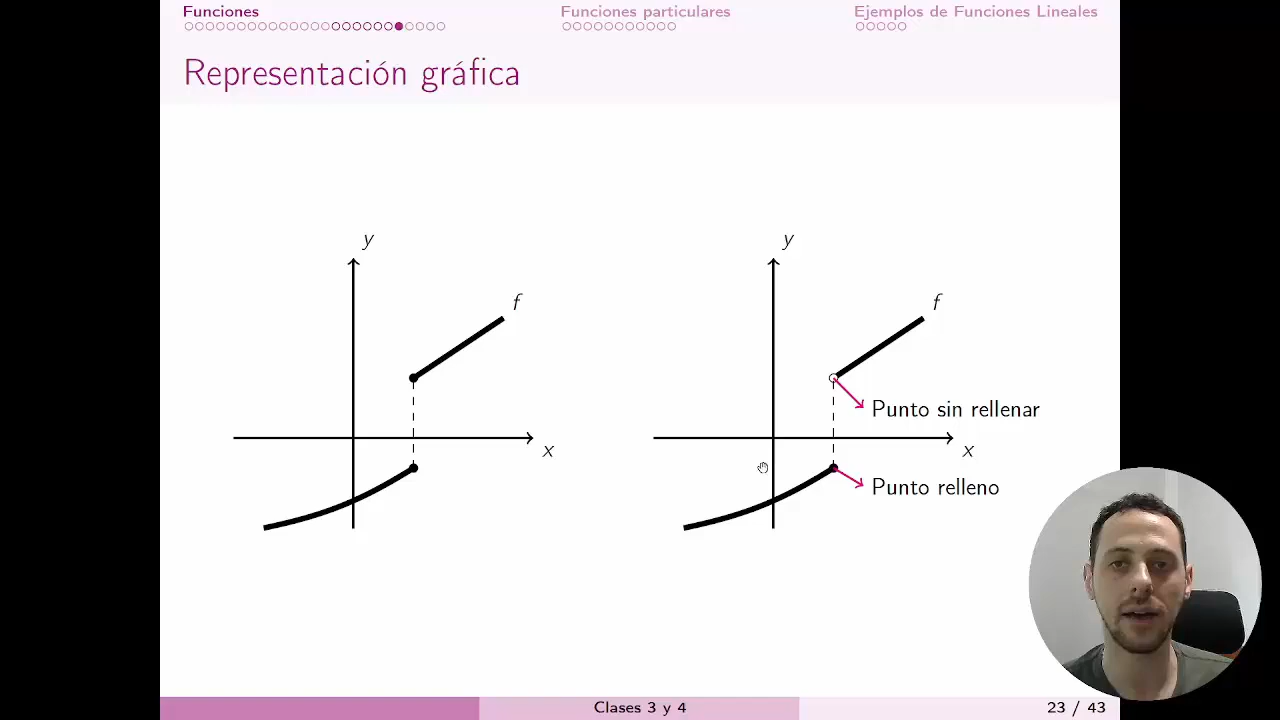 Funciones
Funciones particulares
Ejemplos de Funciones Lineales
Representación gráfica
y
f
x
y
f
Punto sin rellenar
x
Punto relleno
Clases 3 y 4
23 / 43